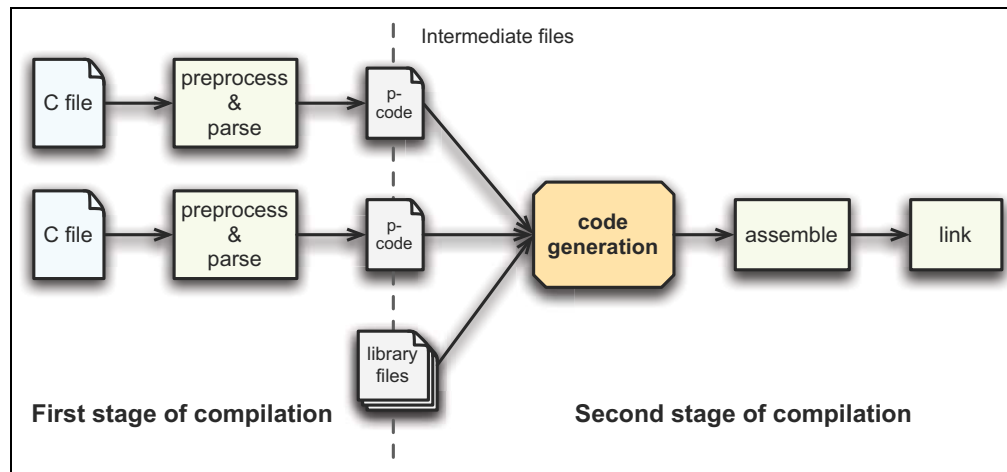 Intermediate files
C file
preprocess
&
parse
p-
code
C file
preprocess
&
parse
p-
code
code
generation
assemble
link
library
files
First stage of compilation
Second stage of compilation